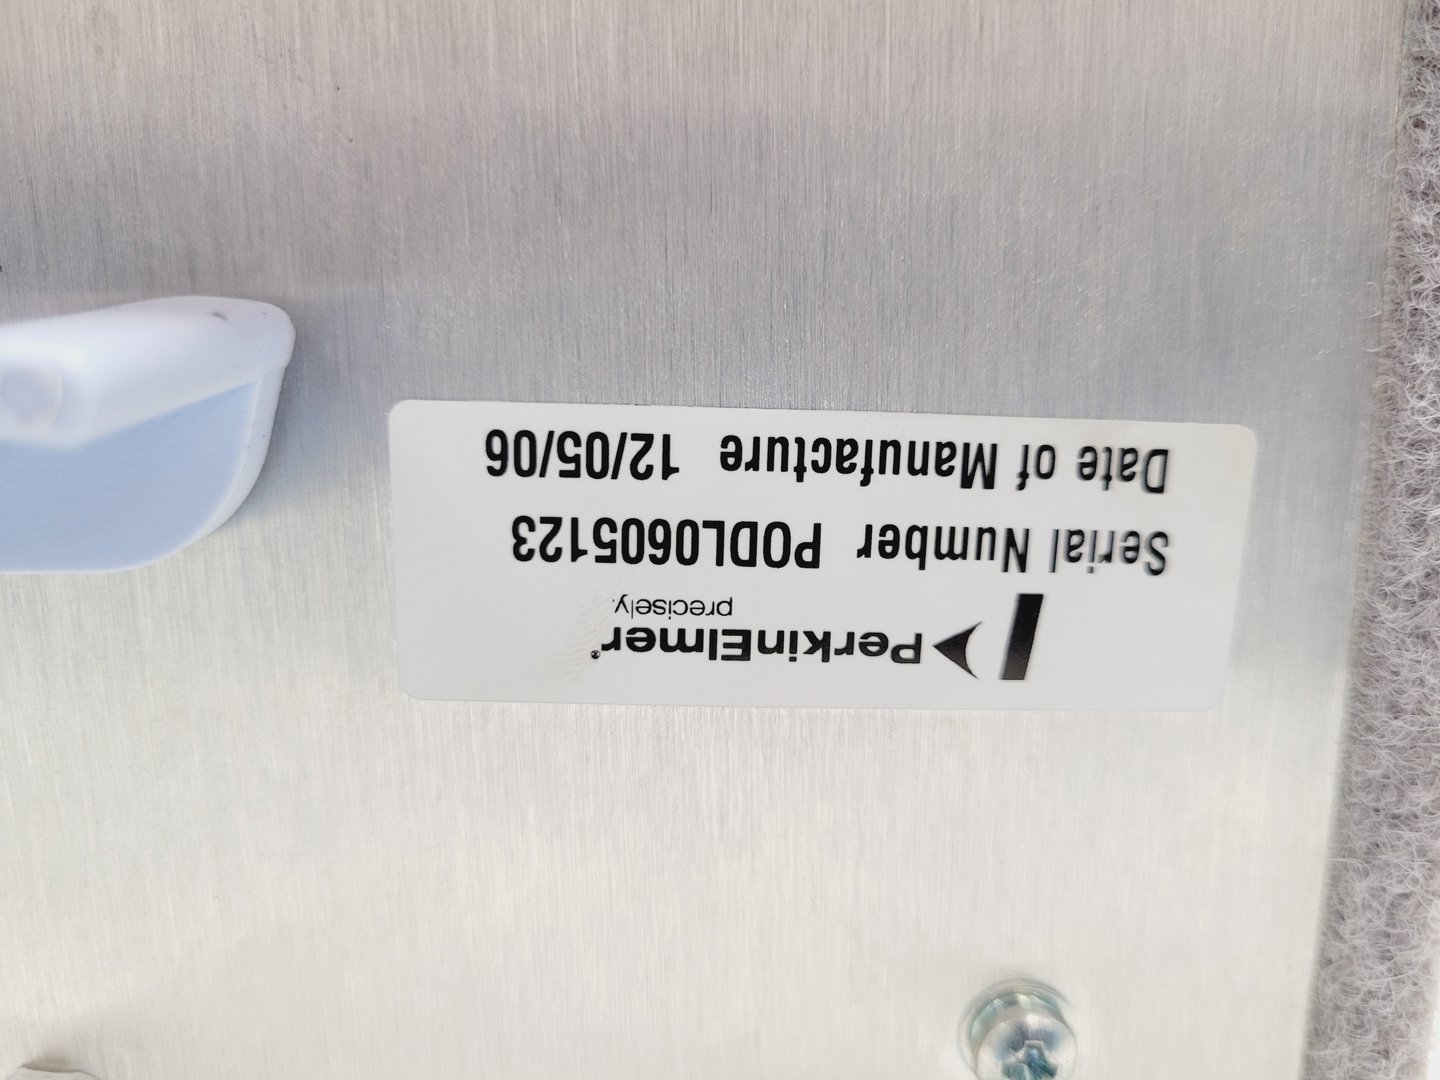 PerkinElmer®
precisely.
Serial Number PODL0605123
Date of Manufacture 12/05/06